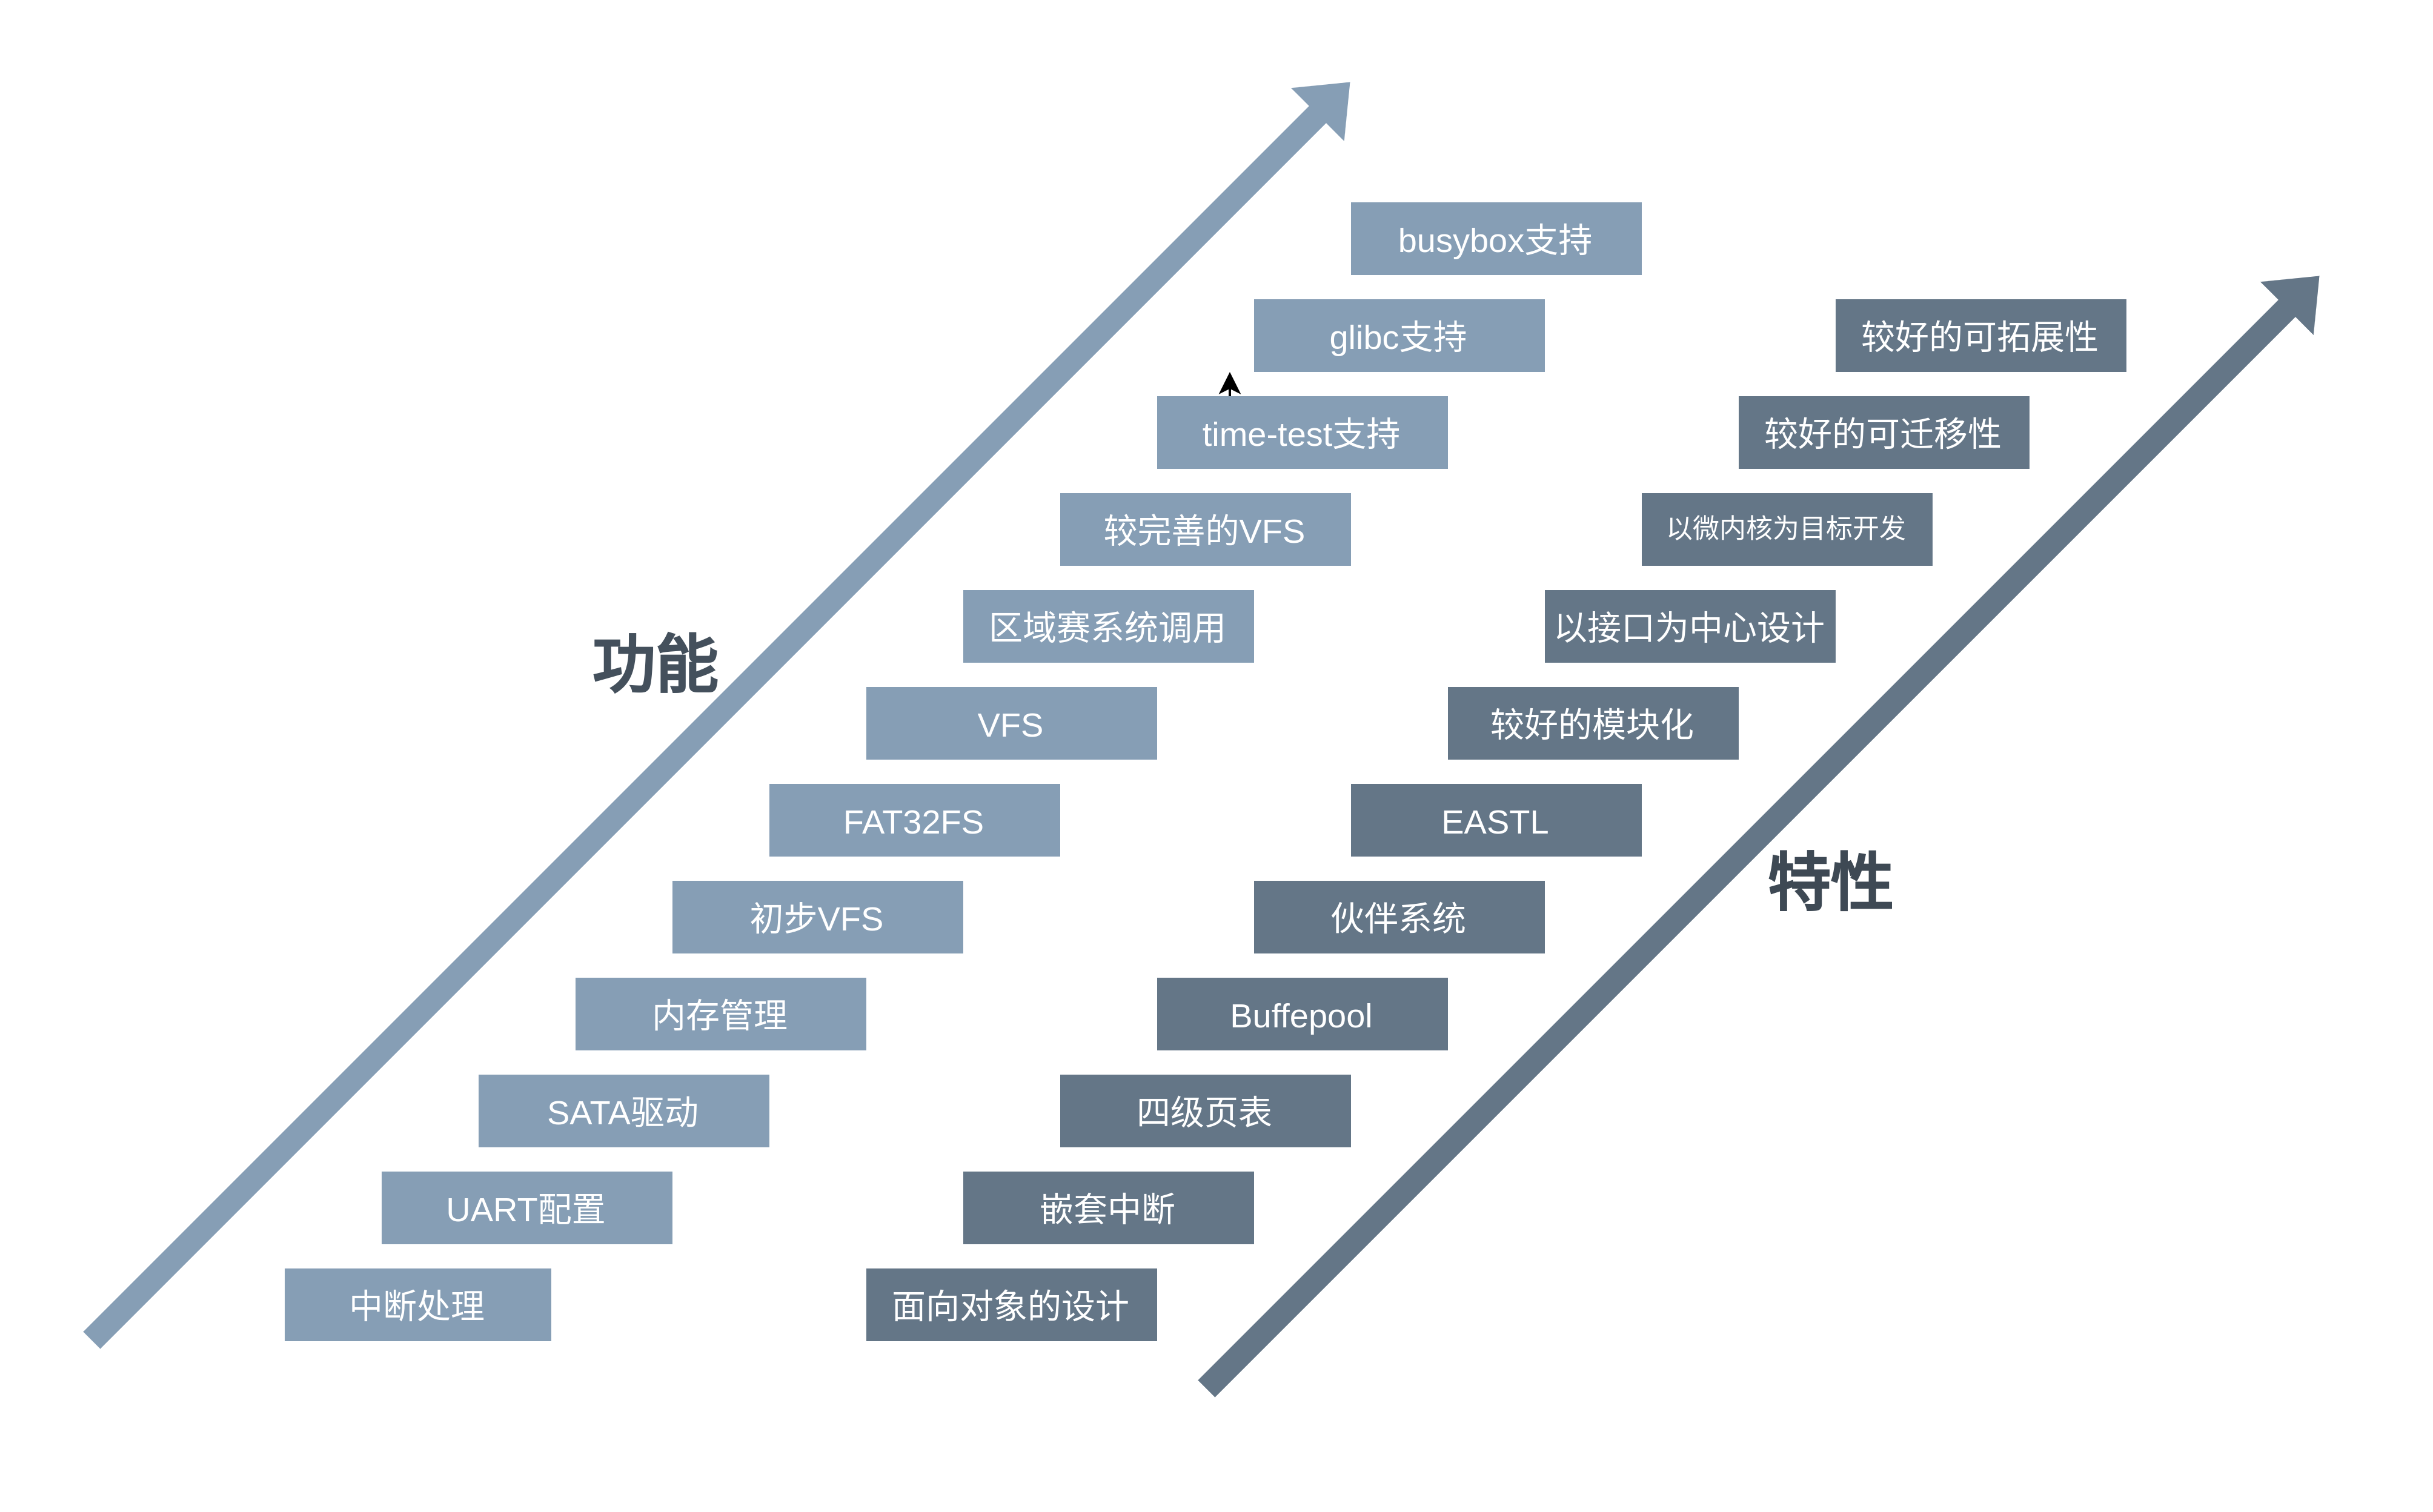 busybox支持
glibc支持
较好的可拓展性
time-test支持
较好的可迁移性
较完善的VFS
以微内核为目标开发
区域赛系统调用
以接口为中心设计
功能
VFS
较好的模块化
FAT32FS
EASTL
特性
初步VFS
伙伴系统
内存管理
Buffepool
SATA驱动
四级页表
UART配置
嵌套中断
中断处理
面向对象的设计